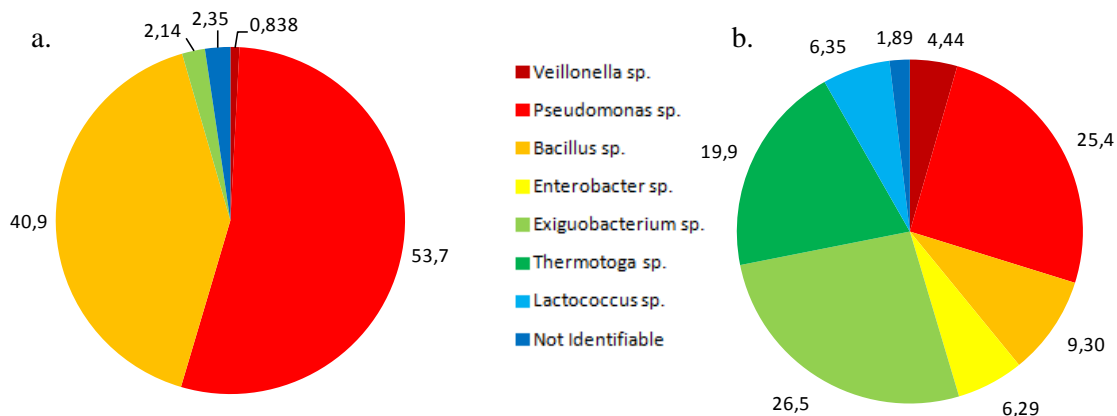 a.
2,14
2,35
0,838
40,9
53,7
Veillonella sp.
Pseudomonas sp.
Bacillus sp.
Enterobacter sp.
Exiguobacterium sp.
Thermotoga sp.
Lactococcus sp.
Not Identifiable
b.
6,35
1,89
4,44
19,9
25,4
9,30
26,5
6,29